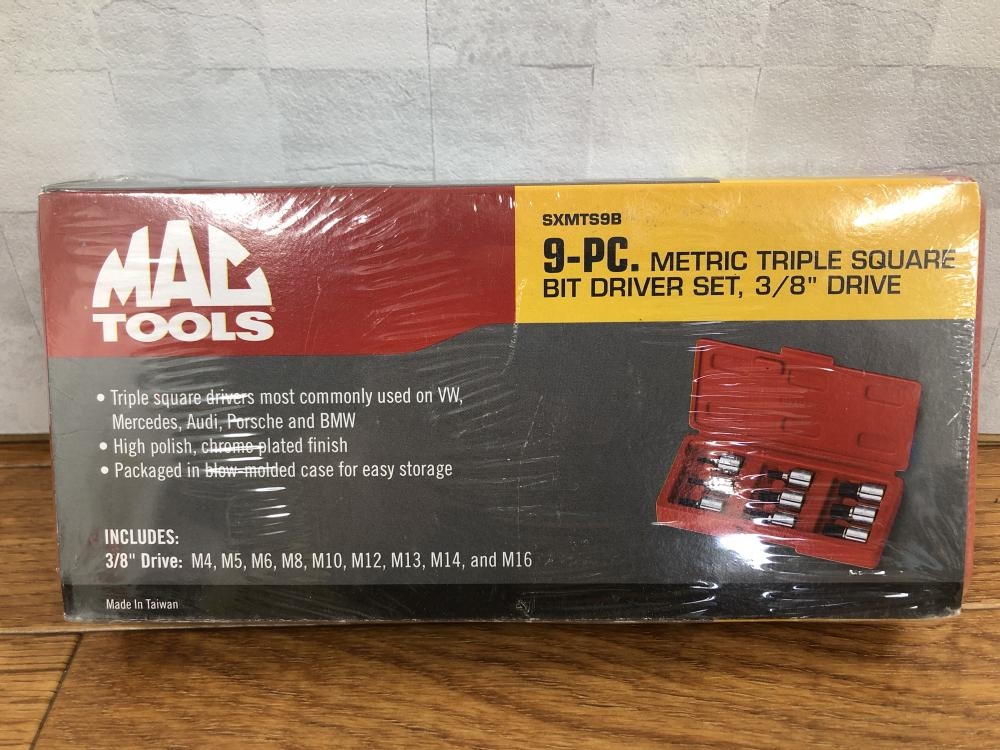 MAC
TOOLS®
SXMTS9B
9-PC. METRIC TRIPLE SQUARE
BIT DRIVER SET, 3/8" DRIVE
• Triple square drivers most commonly used on VW,
Mercedes, Audi, Porsche and BMW
• High polish, chrome plated finish
• Packaged in blow-molded case for easy storage
INCLUDES:
3/8" Drive: M4, M5, M6, M8, M10, M12, M13, M14, and M16
Made In Taiwan